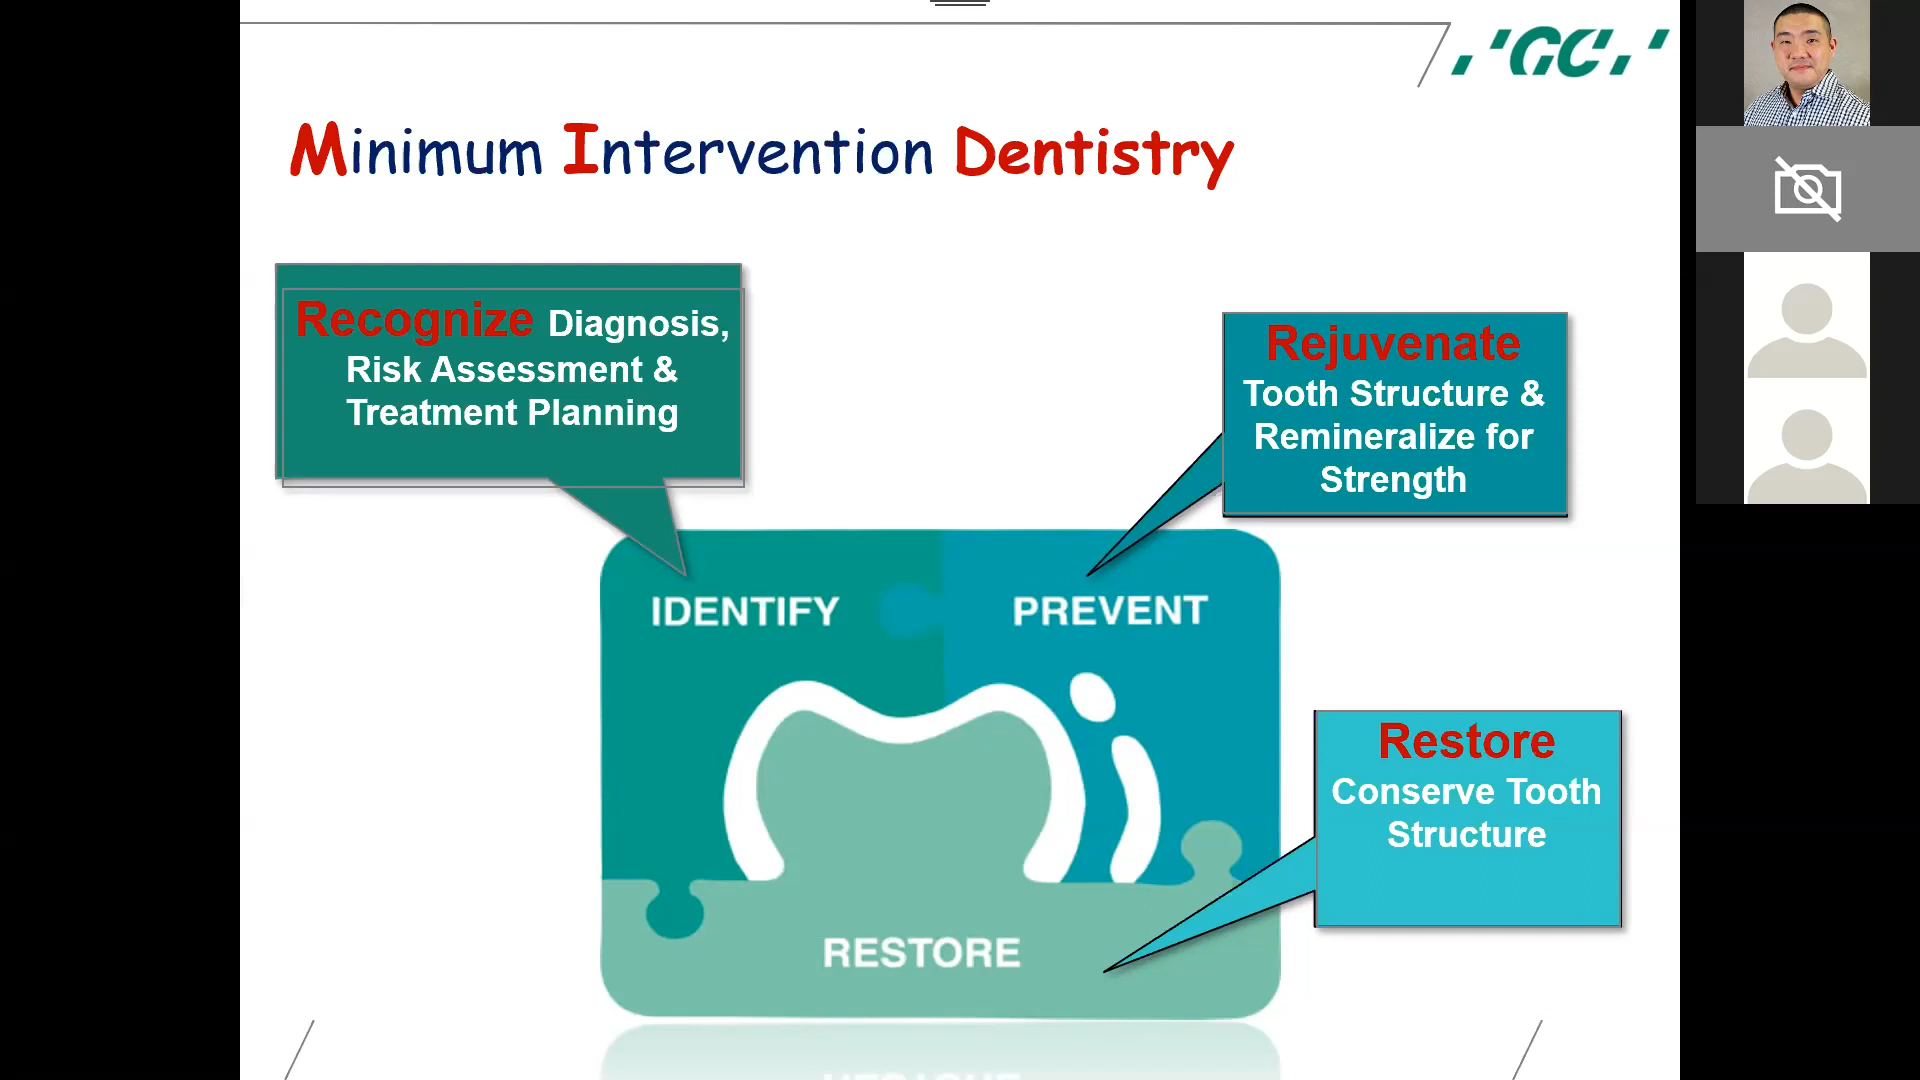 GC
Minimum Intervention Dentistry
Recognize Diagnosis,
Risk Assessment &
Treatment Planning
Rejuvenate
Tooth Structure &
Remineralize for
Strength
IDENTIFY
PREVENT
Restore
Conserve Tooth
Structure
RESTORE